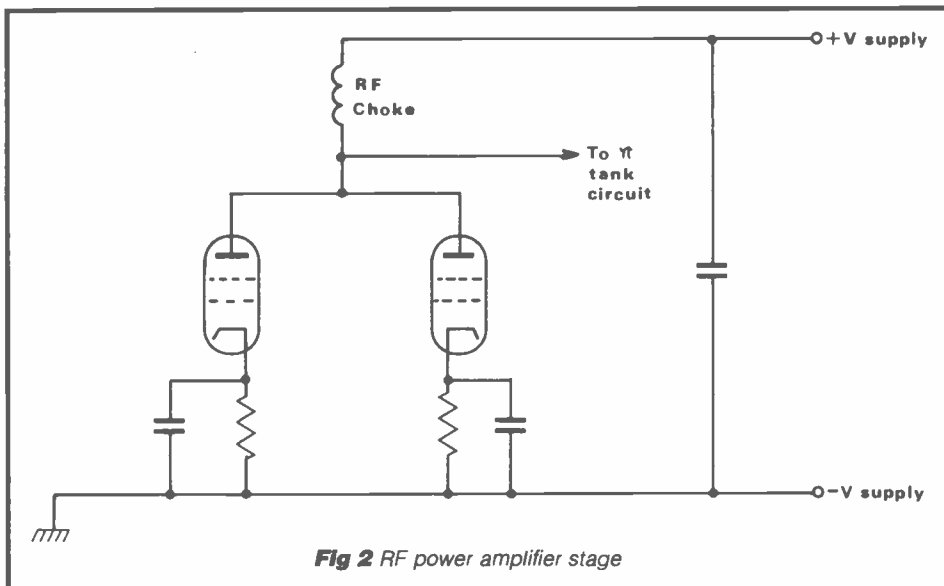 +V supply
RF
Choke
To π
tank
circuit
-V supply
Fig 2 RF power amplifier stage